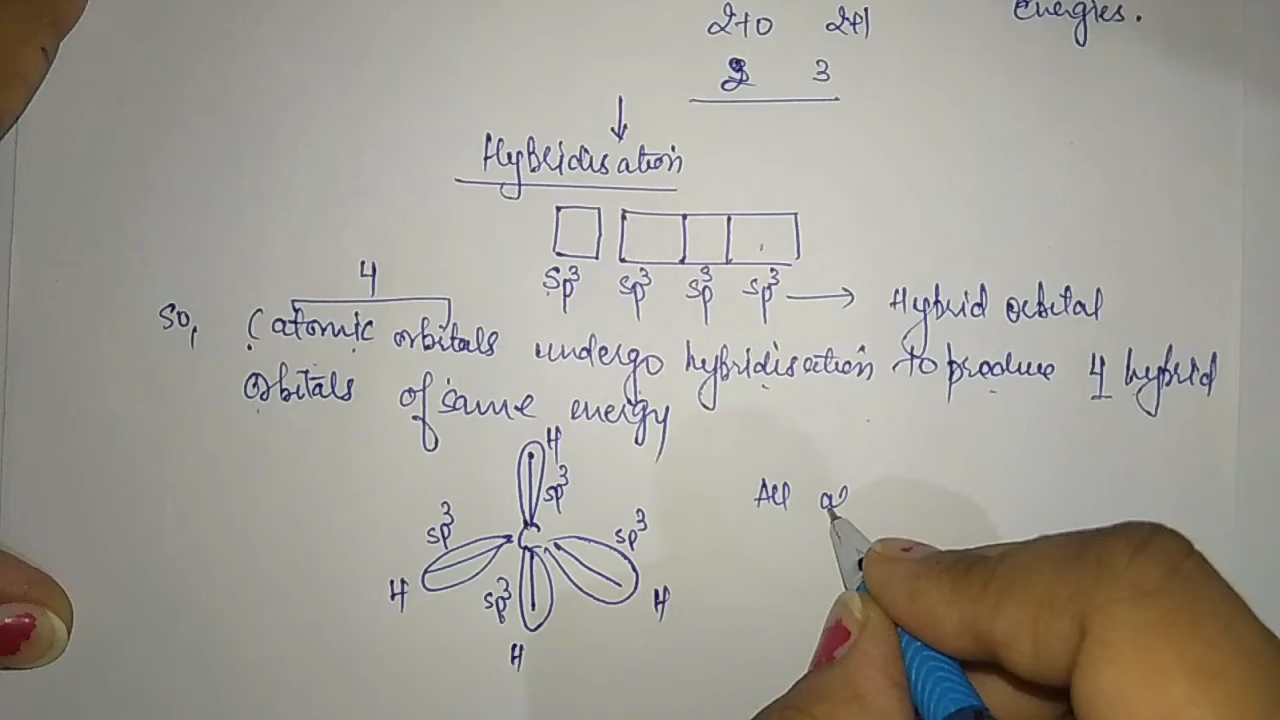 2+0 2+1 Energies.
2 3
Hybridisation
sp³ sp³ sp³ sp³ → Hybrid orbital
4
So, (atomic orbitals undergo hybridisation to produce 4 hybrid
orbitals of same energy
H
sp³
sp³ C sp³
H sp³ H
H
All